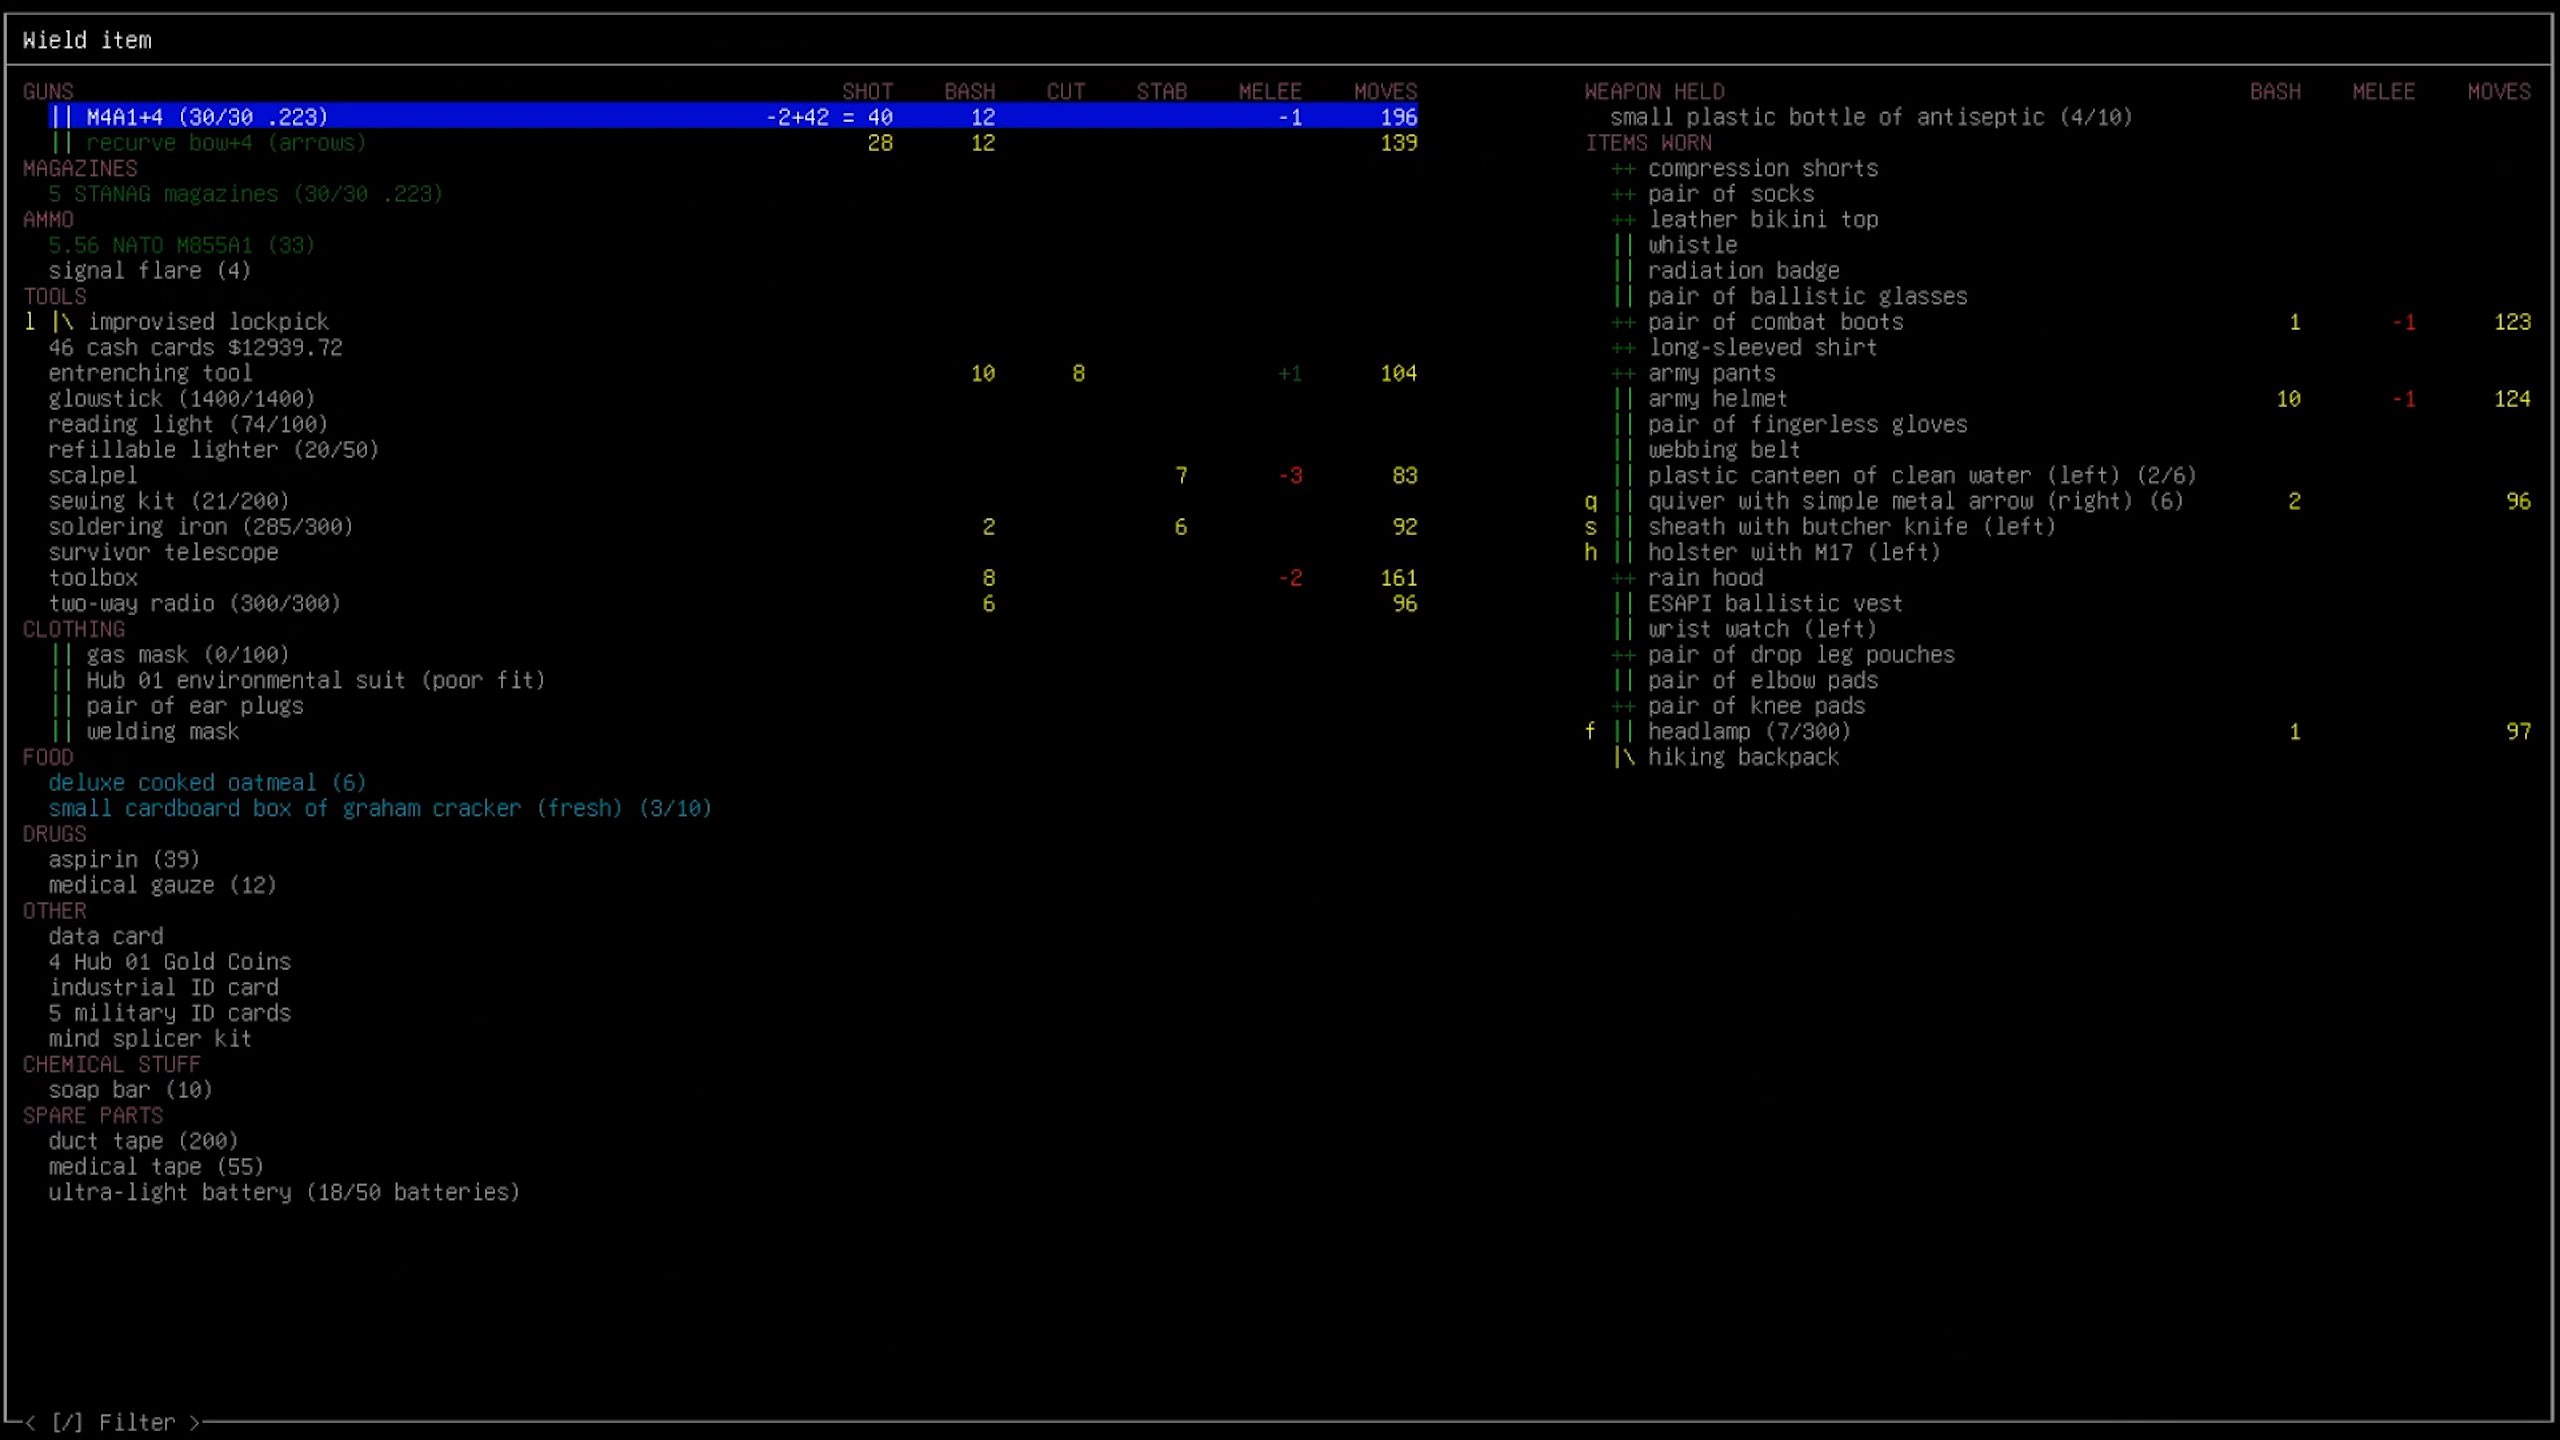 Wield item
GUNS SHOT BASH CUT STAB MELEE MOVES
|| M4A1+4 (30/30 .223) -2+42 = 40 12 -1 196
|| recurve bow+4 (arrows) 28 12 139
MAGAZINES
5 STANAG magazines (30/30 .223)
AMMO
5.56 NATO M855A1 (33)
signal flare (4)
TOOLS
l |\ improvised lockpick
46 cash cards $12939.72
entrenching tool 10 8 +1 104
glowstick (1400/1400)
reading light (74/100)
refillable lighter (20/50)
scalpel 7 -3 83
sewing kit (21/200)
soldering iron (285/300) 2 6 92
survivor telescope
toolbox 8 -2 161
two-way radio (300/300) 6 96
CLOTHING
|| gas mask (0/100)
|| Hub 01 environmental suit (poor fit)
|| pair of ear plugs
|| welding mask
FOOD
deluxe cooked oatmeal (6)
small cardboard box of graham cracker (fresh) (3/10)
DRUGS
aspirin (39)
medical gauze (12)
OTHER
data card
4 Hub 01 Gold Coins
industrial ID card
5 military ID cards
mind splicer kit
CHEMICAL STUFF
soap bar (10)
SPARE PARTS
duct tape (200)
medical tape (55)
ultra-light battery (18/50 batteries)
WEAPON HELD BASH MELEE MOVES
small plastic bottle of antiseptic (4/10)
ITEMS WORN
++ compression shorts
++ pair of socks
++ leather bikini top
|| whistle
|| radiation badge
|| pair of ballistic glasses
++ pair of combat boots 1 -1 123
++ long-sleeved shirt
++ army pants
|| army helmet 10 -1 124
|| pair of fingerless gloves
|| webbing belt
|| plastic canteen of clean water (left) (2/6)
q || quiver with simple metal arrow (right) (6) 2 96
s || sheath with butcher knife (left)
h || holster with M17 (left)
++ rain hood
|| ESAPI ballistic vest
|| wrist watch (left)
++ pair of drop leg pouches
|| pair of elbow pads
++ pair of knee pads
f || headlamp (7/300) 1 97
|\ hiking backpack
< [/] Filter >